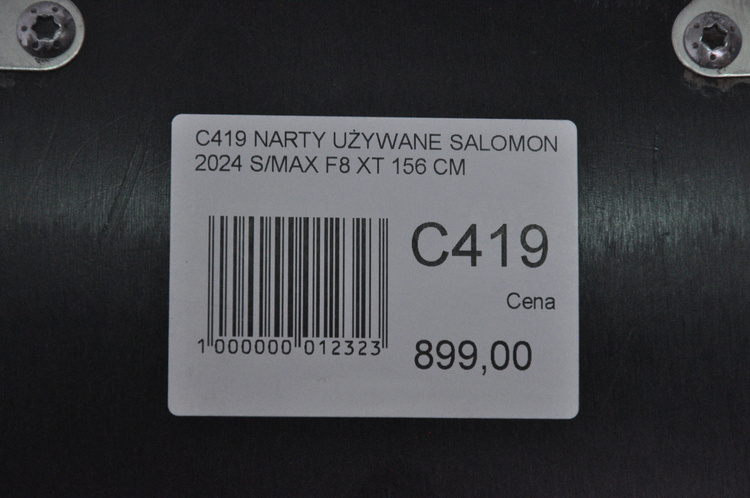 C419 NARTY UŻYWANE SALOMON
2024 S/MAX F8 XT 156 CM
C419
Cena
899,00
1 000000 012323